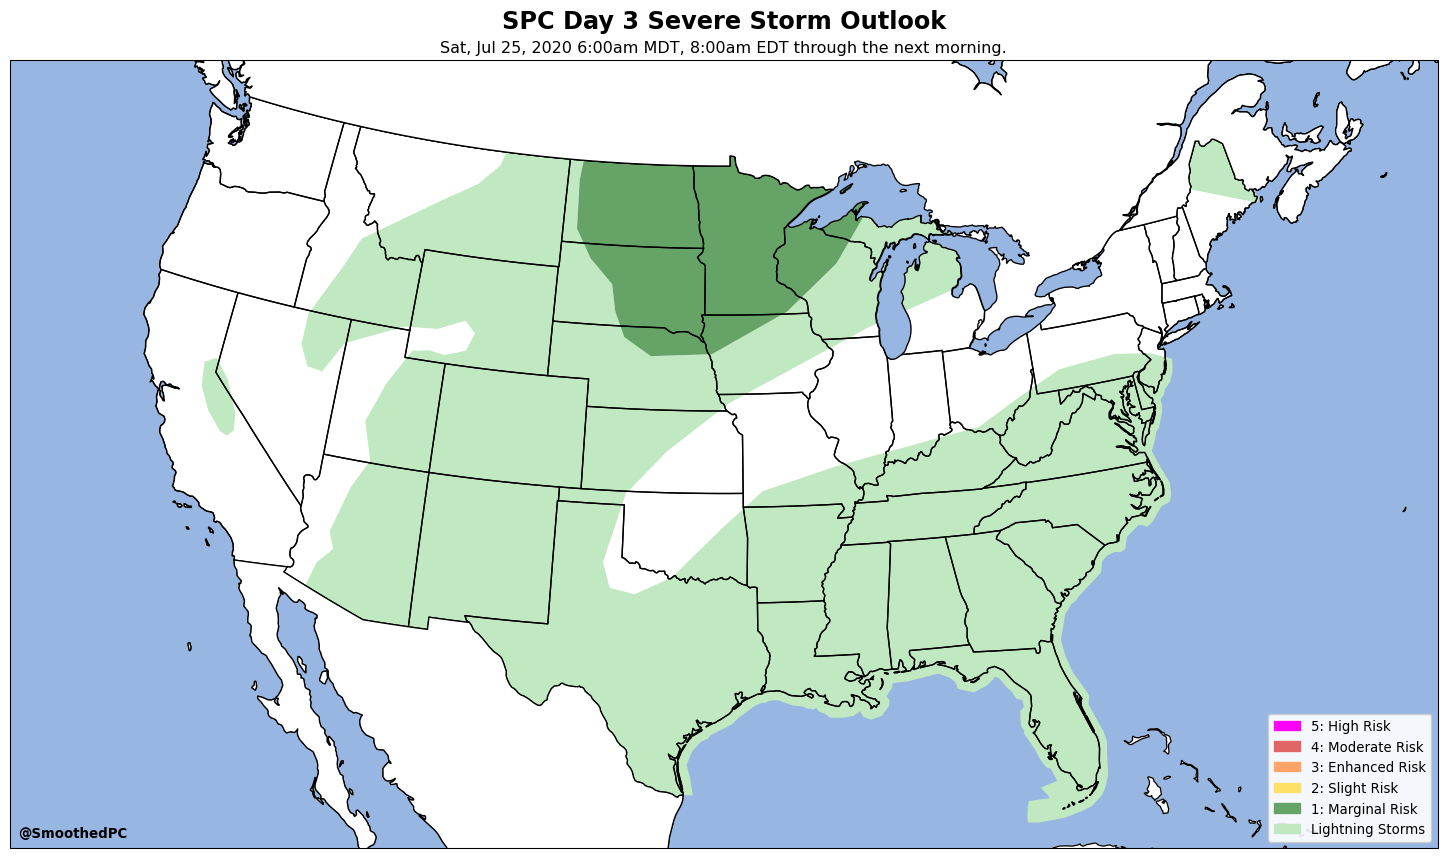 SPC Day 3 Severe Storm Outlook
Sat, Jul 25, 2020 6:00am MDT, 8:00am EDT through the next morning.
5: High Risk
4: Moderate Risk
3: Enhanced Risk
2: Slight Risk
1: Marginal Risk
Lightning Storms
@SmoothedPC